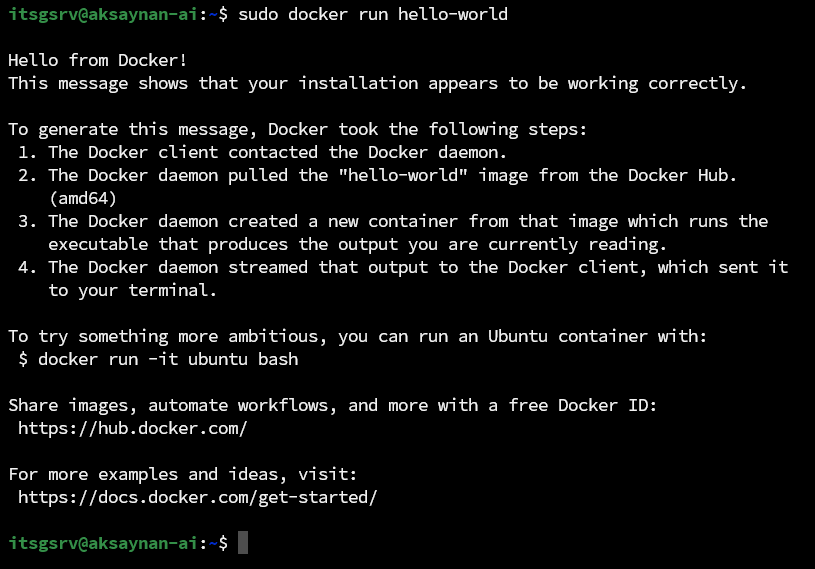 itsgsrv@aksaynan-ai:~$ sudo docker run hello-world
Hello from Docker!
This message shows that your installation appears to be working correctly.
To generate this message, Docker took the following steps:
1. The Docker client contacted the Docker daemon.
2. The Docker daemon pulled the "hello-world" image from the Docker Hub.
(amd64)
3. The Docker daemon created a new container from that image which runs the
executable that produces the output you are currently reading.
4. The Docker daemon streamed that output to the Docker client, which sent it
to your terminal.
To try something more ambitious, you can run an Ubuntu container with:
$ docker run -it ubuntu bash
Share images, automate workflows, and more with a free Docker ID:
https://hub.docker.com/
For more examples and ideas, visit:
https://docs.docker.com/get-started/
itsgsrv@aksaynan-ai:~$